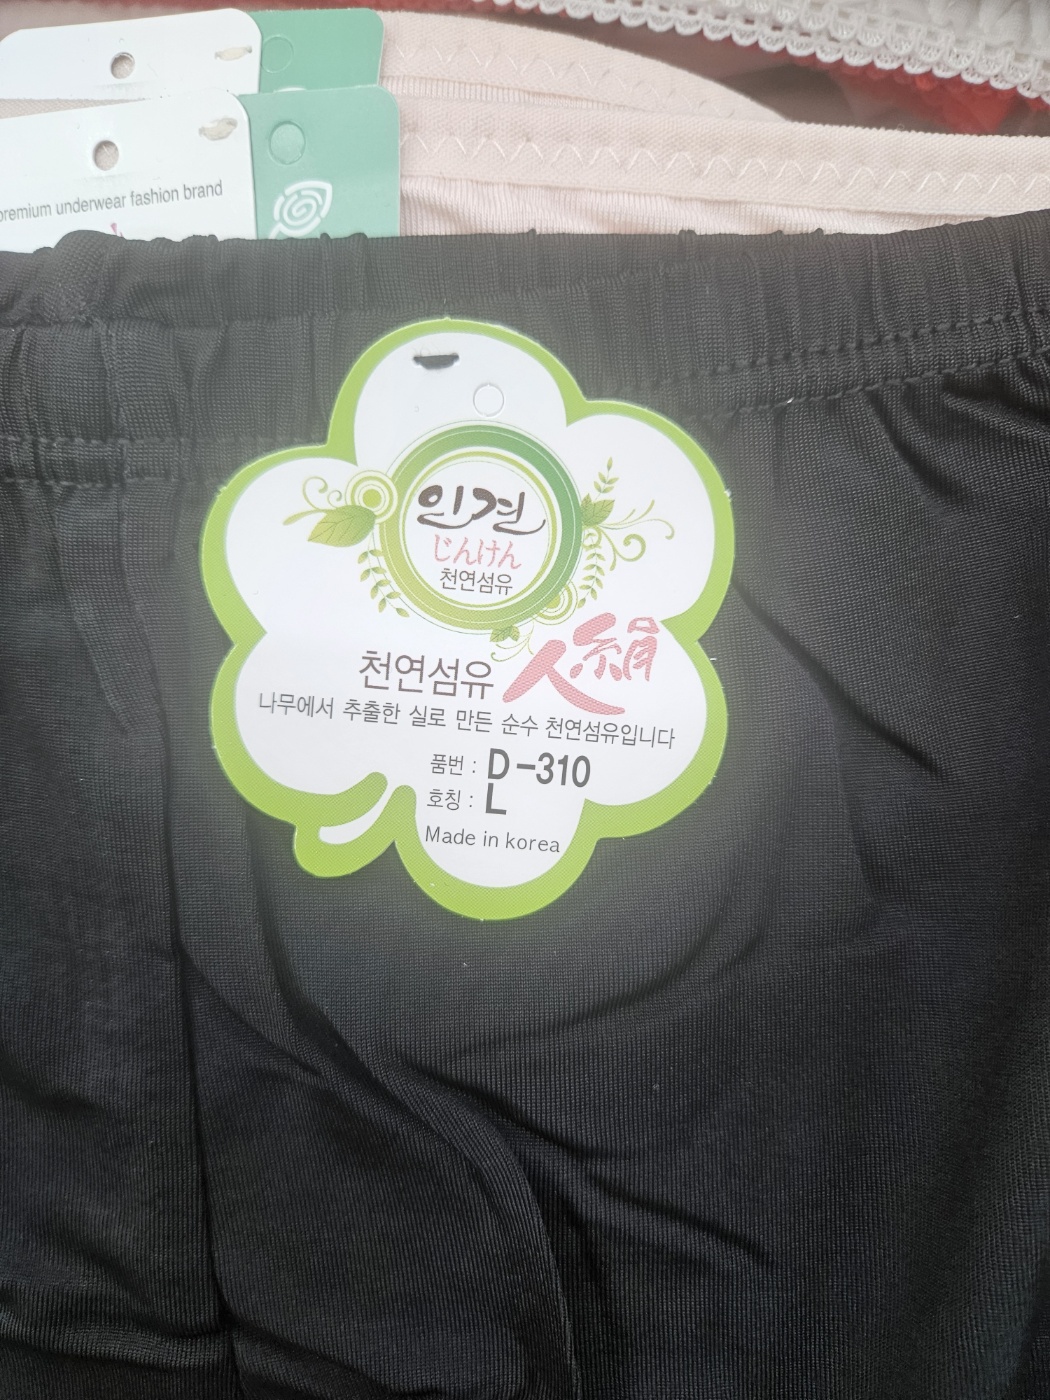 premium underwear fashion brand
인견
じんけん
천연섬유
천연섬유 人絹
나무에서 추출한 실로 만든 순수 천연섬유입니다
품번 : D-310
호칭 : L
Made in korea